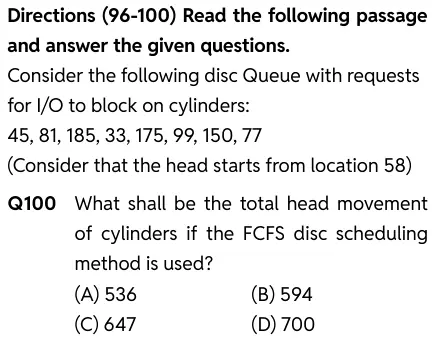 Directions (96-100) Read the following passage
and answer the given questions.
Consider the following disc Queue with requests
for I/O to block on cylinders:
45, 81, 185, 33, 175, 99, 150, 77
(Consider that the head starts from location 58)
Q100 What shall be the total head movement
of cylinders if the FCFS disc scheduling
method is used?
(A) 536 (B) 594
(C) 647 (D) 700